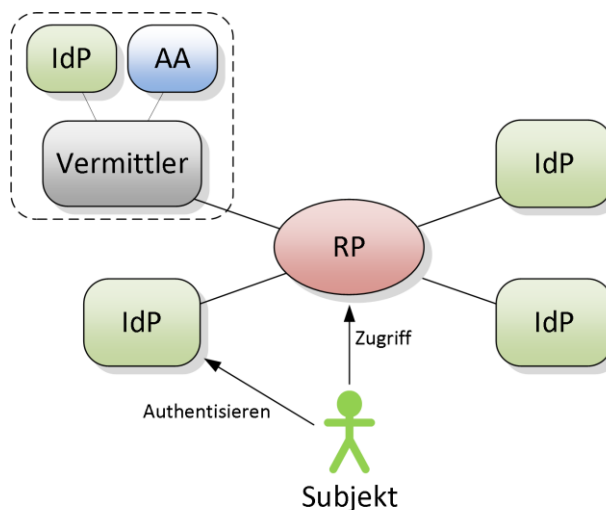 IdP
AA
Vermittler
IdP
RP
IdP
IdP
Zugriff
Authentisieren
Subjekt